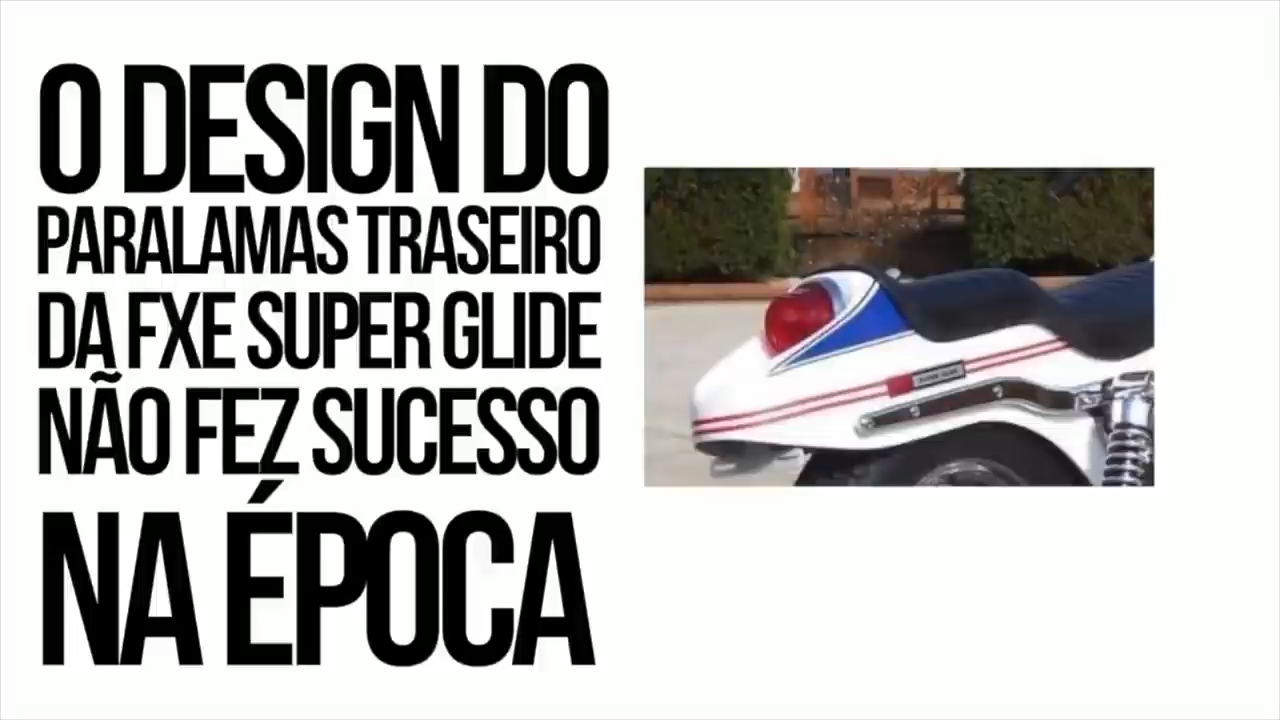 O DESIGN DO
PARALAMAS TRASEIRO
DA FXE SUPER GLIDE
NÃO FEZ SUCESSO
NA ÉPOCA